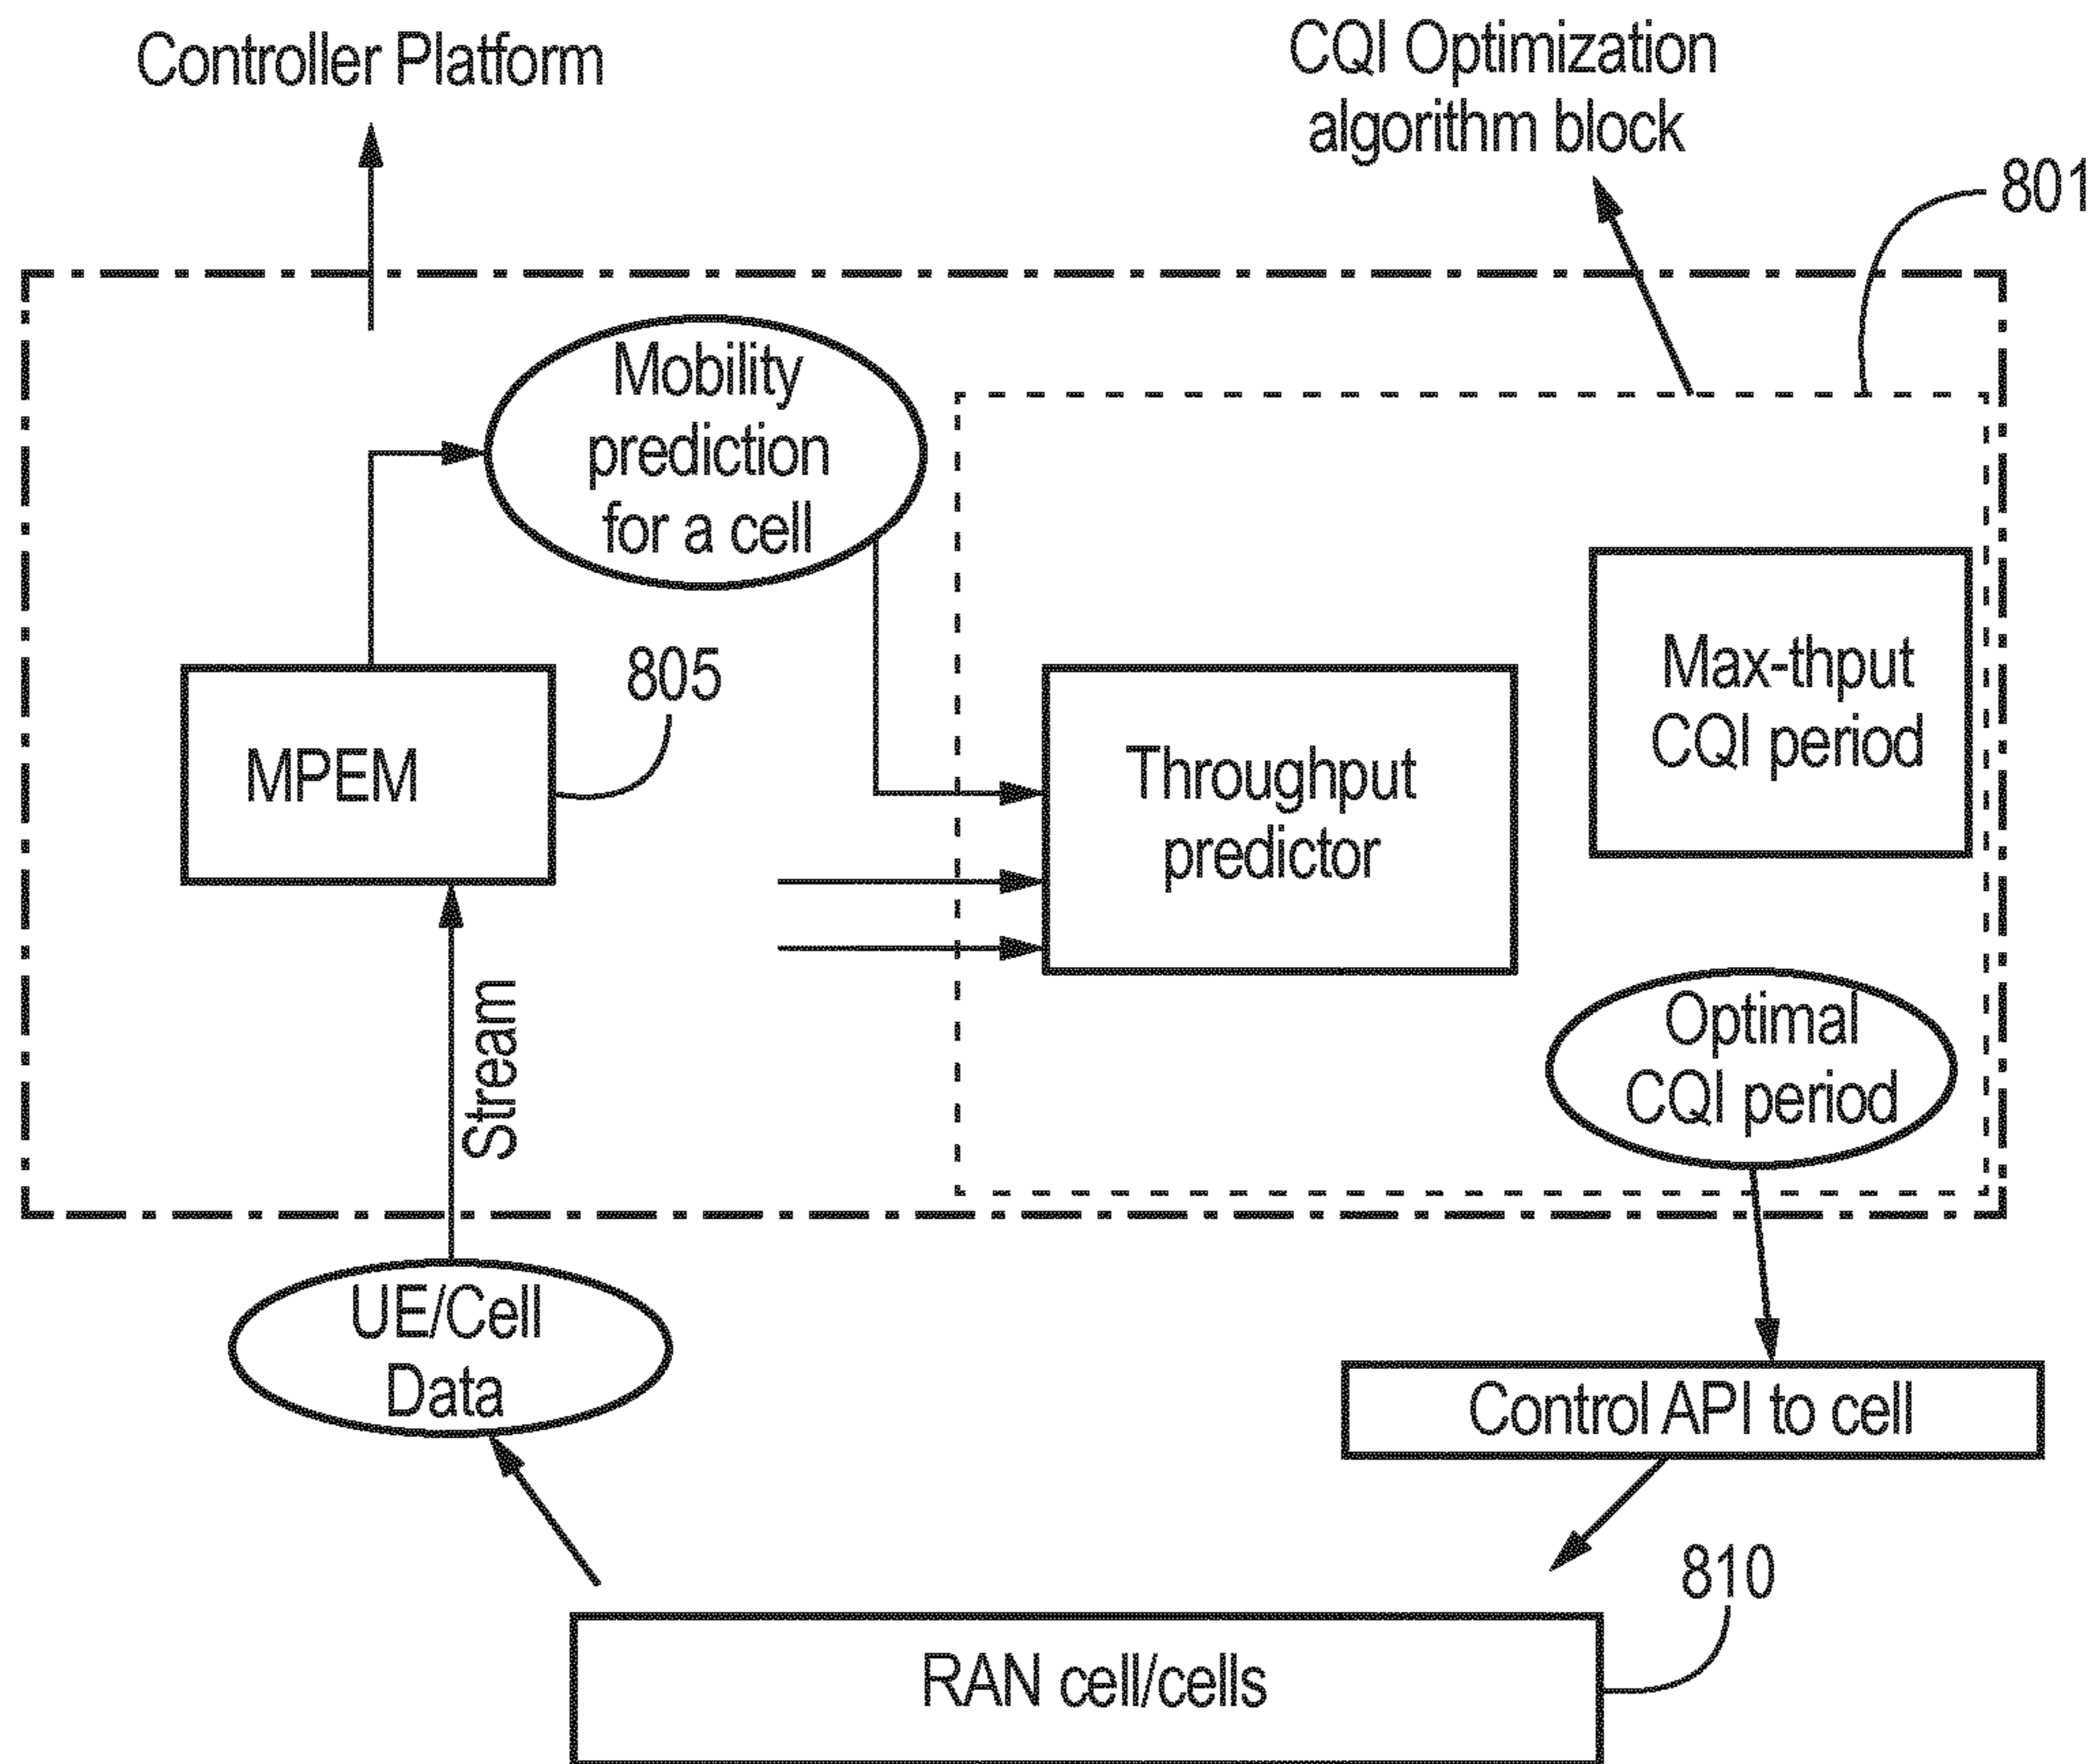 Controller Platform
CQI Optimization
algorithm block
801
Mobility
prediction
for a cell
805
MPEM
Throughput
predictor
Max-thput
CQI period
Stream
Optimal
CQI period
UE/Cell
Data
Control API to cell
810
RAN cell/cells